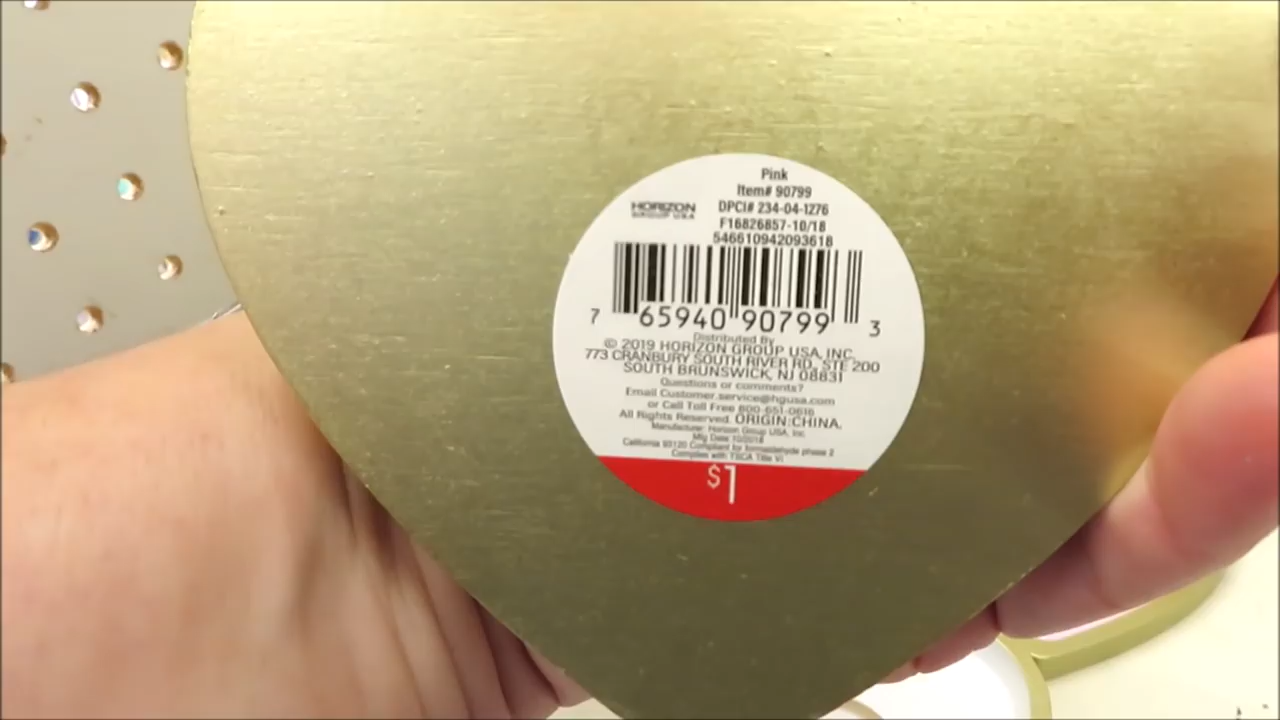 Pink
Item# 90799
HORIZON
GROUP USA
DPCI# 234-04-1276
F16826857-10/18
546610942093618
7 65940 90799 3
Distributed By
© 2019 HORIZON GROUP USA, INC.
773 CRANBURY SOUTH RIVER RD, STE 200
SOUTH BRUNSWICK, NJ 08831
Questions or comments?
Email Customer.service@hgusa.com
or Call Toll Free 800-651-0616
All Rights Reserved. ORIGIN:CHINA.
Manufacturer: Horizon Group USA, Inc.
Mfg Date:10/2018
California 93120 Compliant for formaldehyde phase 2
Complies with TSCA Title VI
$1